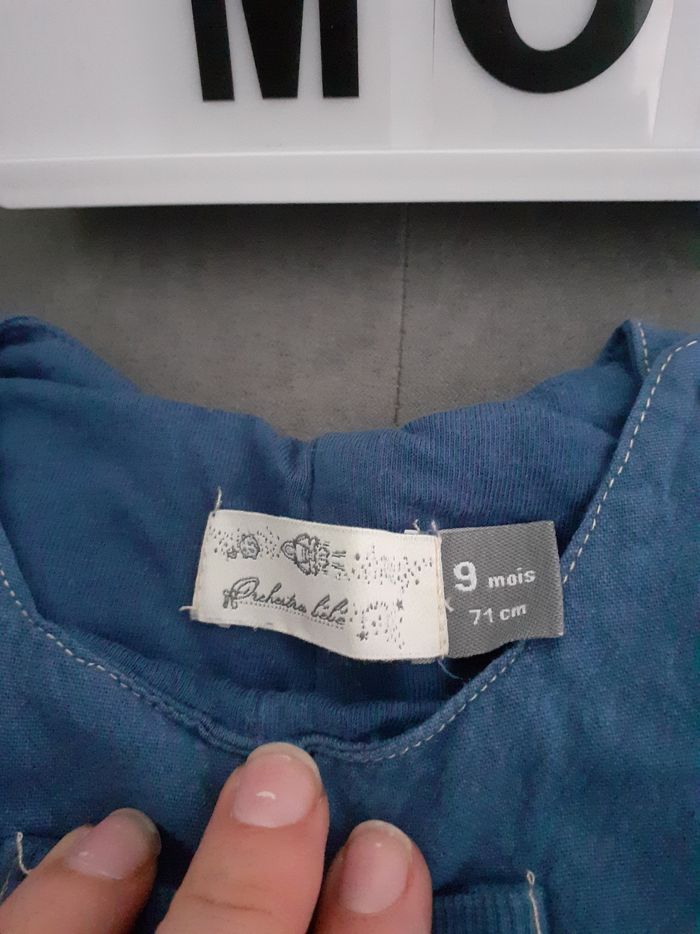 MO
Orchestra bébé
9 mois
71 cm